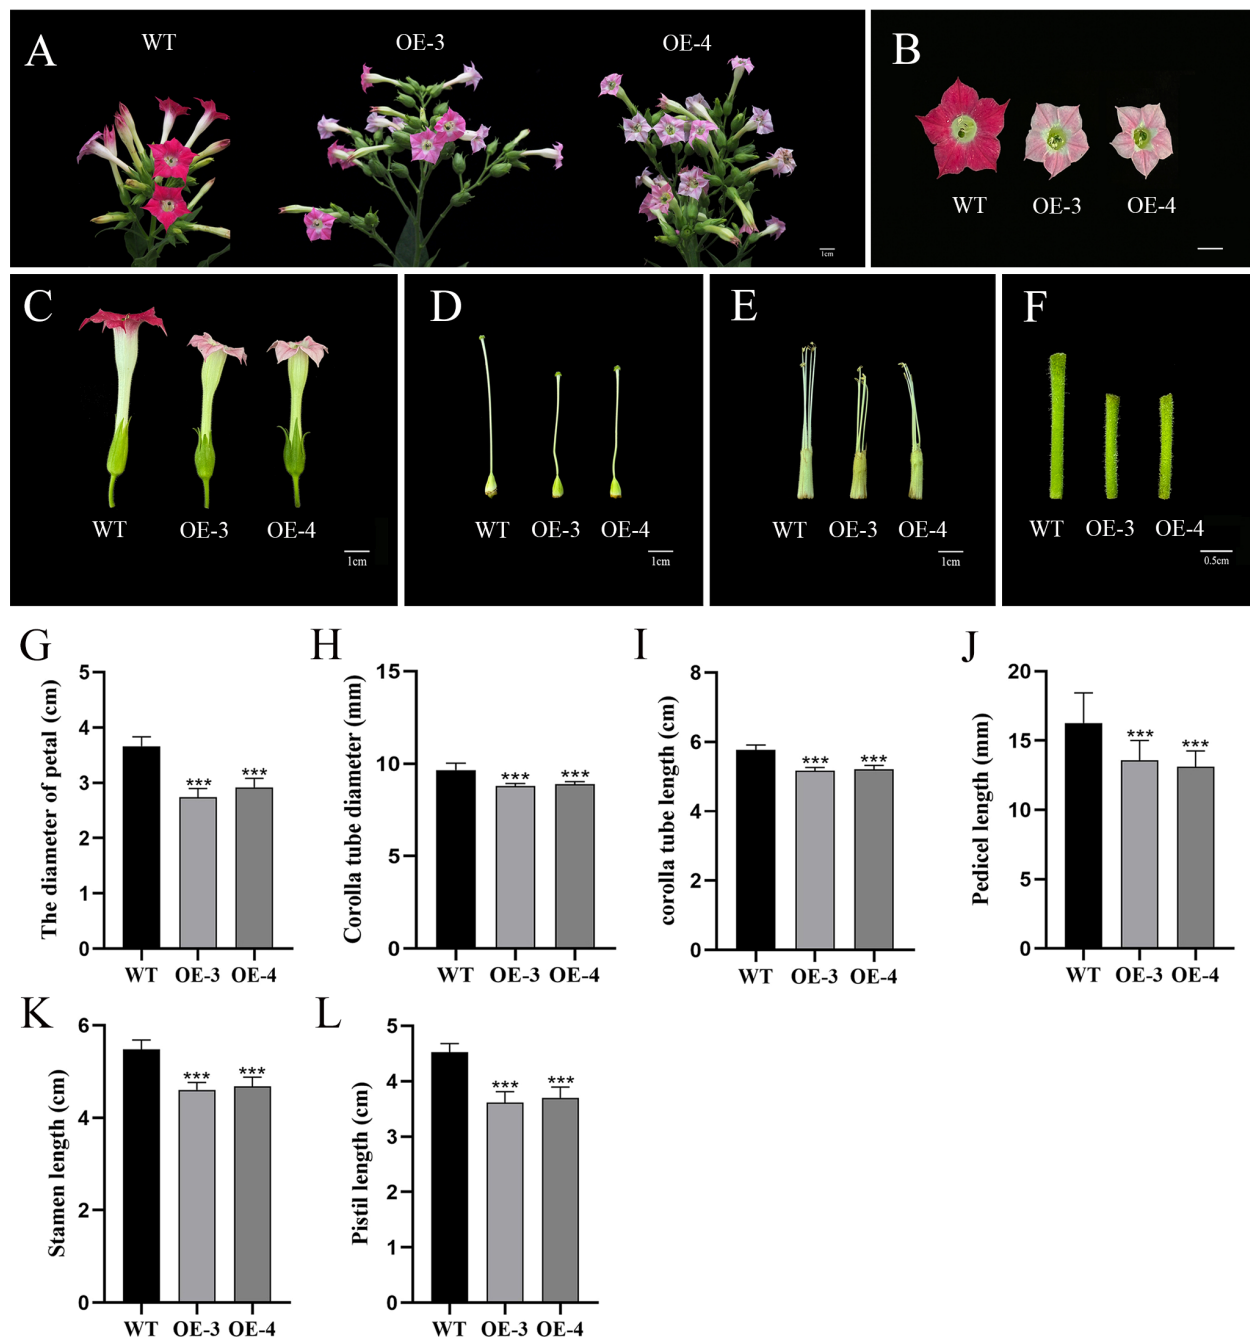 A
WT
OE-3
OE-4
1cm
B
WT
OE-3
OE-4
C
WT
OE-3
OE-4
1cm
D
WT
OE-3
OE-4
1cm
E
WT
OE-3
OE-4
1cm
F
WT
OE-3
OE-4
0.5cm
G
The diameter of petal (cm)
5
4
3
2
1
0
***
***
WT
OE-3
OE-4
H
Corolla tube diameter (mm)
15
10
5
0
***
***
WT
OE-3
OE-4
I
corolla tube length (cm)
8
6
4
2
0
***
***
WT
OE-3
OE-4
J
Pedicel length (mm)
20
15
10
5
0
***
***
WT
OE-3
OE-4
K
Stamen length (cm)
6
4
2
0
***
***
WT
OE-3
OE-4
L
Pistil length (cm)
5
4
3
2
1
0
***
***
WT
OE-3
OE-4